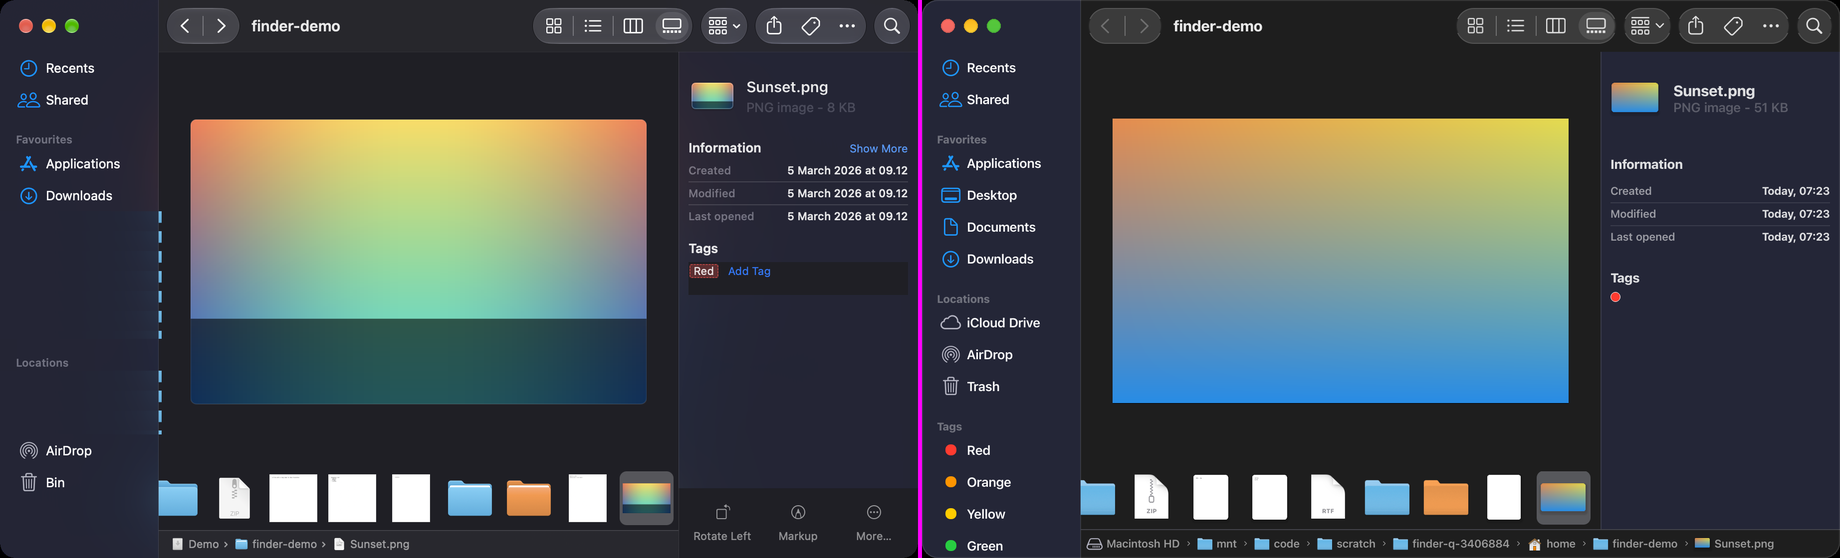 finder-demo
Recents
Shared
Favourites
Applications
Downloads
Locations
AirDrop
Bin
Sunset.png
PNG image - 8 KB
Information
Show More
Created 5 March 2026 at 09.12
Modified 5 March 2026 at 09.12
Last opened 5 March 2026 at 09.12
Tags
Red Add Tag
ZIP
Rotate Left Markup More...
Demo › finder-demo › Sunset.png
finder-demo
Recents
Shared
Favorites
Applications
Desktop
Documents
Downloads
Locations
iCloud Drive
AirDrop
Trash
Tags
Red
Orange
Yellow
Green
Sunset.png
PNG image - 51 KB
Information
Created Today, 07:23
Modified Today, 07:23
Last opened Today, 07:23
Tags
ZIP
RTF
Macintosh HD › mnt › code › scratch › finder-q-3406884 › home › finder-demo › Sunset.png